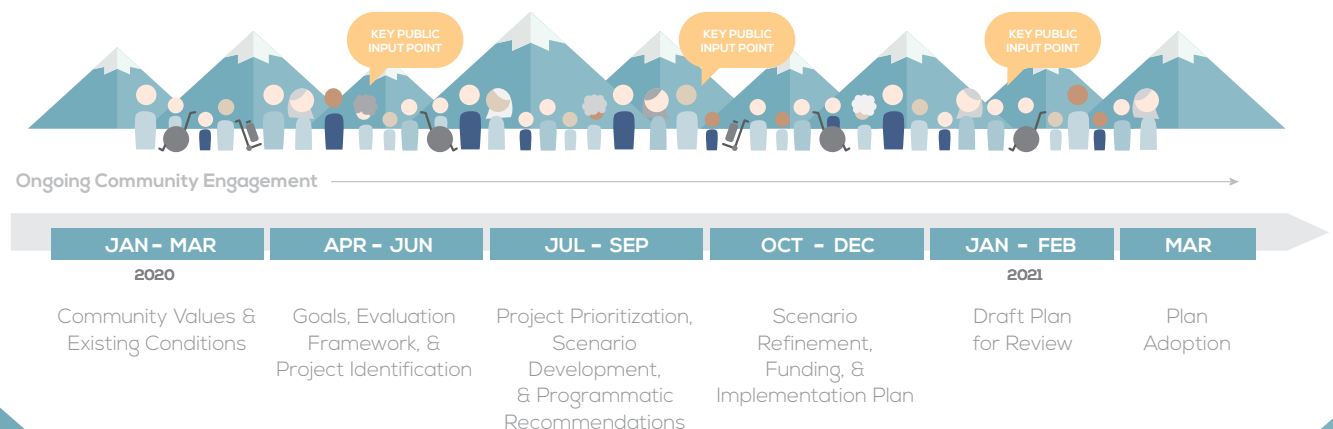 KEY PUBLIC
INPUT POINT
KEY PUBLIC
INPUT POINT
KEY PUBLIC
INPUT POINT
Ongoing Community Engagement
JAN - MAR
APR - JUN
JUL - SEP
OCT - DEC
JAN - FEB
MAR
2020
2021
Community Values &
Existing Conditions
Goals, Evaluation
Framework, &
Project Identification
Project Prioritization,
Scenario
Development,
& Programmatic
Recommendations
Scenario
Refinement,
Funding, &
Implementation Plan
Draft Plan
for Review
Plan
Adoption